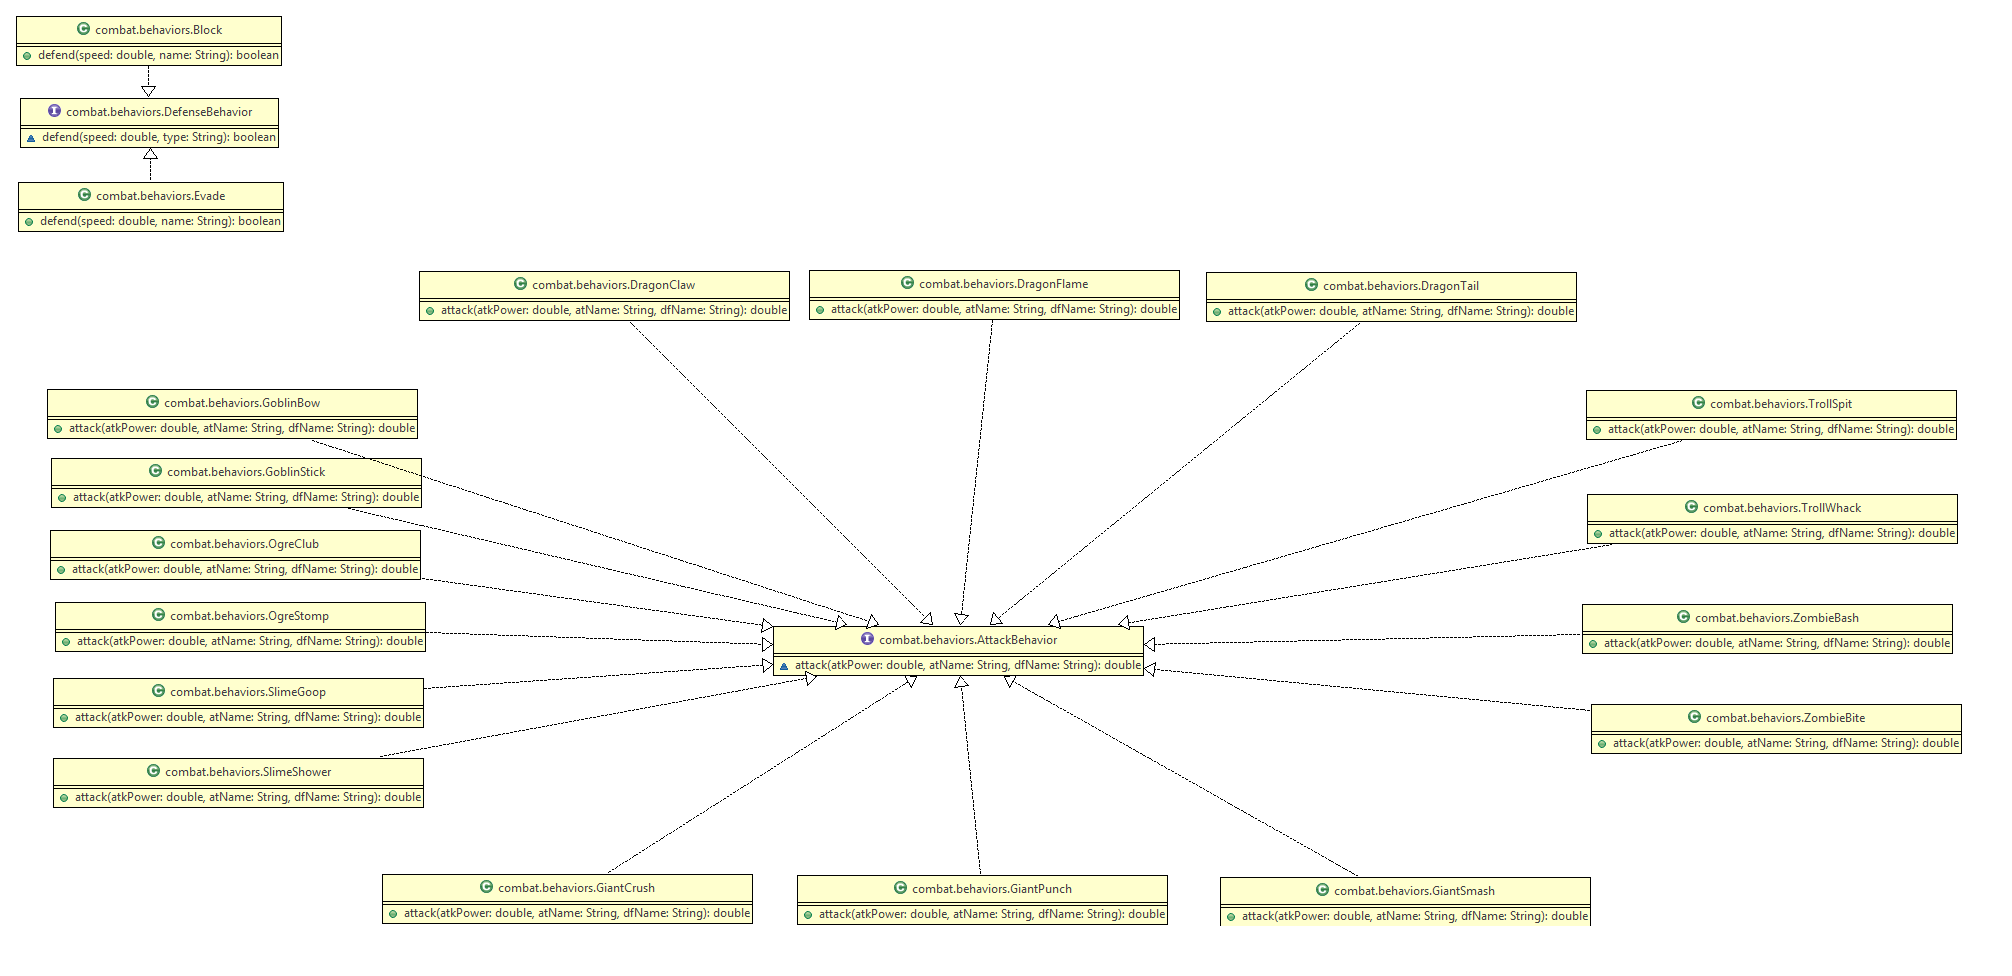 combat.behaviors.Block
defend(speed: double, name: String): boolean
combat.behaviors.DefenseBehavior
defend(speed: double, type: String): boolean
combat.behaviors.Evade
defend(speed: double, name: String): boolean
combat.behaviors.DragonClaw
attack(atkPower: double, atName: String, dfName: String): double
combat.behaviors.DragonFlame
attack(atkPower: double, atName: String, dfName: String): double
combat.behaviors.DragonTail
attack(atkPower: double, atName: String, dfName: String): double
combat.behaviors.GoblinBow
attack(atkPower: double, atName: String, dfName: String): double
combat.behaviors.GoblinStick
attack(atkPower: double, atName: String, dfName: String): double
combat.behaviors.OgreClub
attack(atkPower: double, atName: String, dfName: String): double
combat.behaviors.OgreStomp
attack(atkPower: double, atName: String, dfName: String): double
combat.behaviors.SlimeGoop
attack(atkPower: double, atName: String, dfName: String): double
combat.behaviors.SlimeShower
attack(atkPower: double, atName: String, dfName: String): double
combat.behaviors.AttackBehavior
attack(atkPower: double, atName: String, dfName: String): double
combat.behaviors.TrollSpit
attack(atkPower: double, atName: String, dfName: String): double
combat.behaviors.TrollWhack
attack(atkPower: double, atName: String, dfName: String): double
combat.behaviors.ZombieBash
attack(atkPower: double, atName: String, dfName: String): double
combat.behaviors.ZombieBite
attack(atkPower: double, atName: String, dfName: String): double
combat.behaviors.GiantCrush
attack(atkPower: double, atName: String, dfName: String): double
combat.behaviors.GiantPunch
attack(atkPower: double, atName: String, dfName: String): double
combat.behaviors.GiantSmash
attack(atkPower: double, atName: String, dfName: String): double